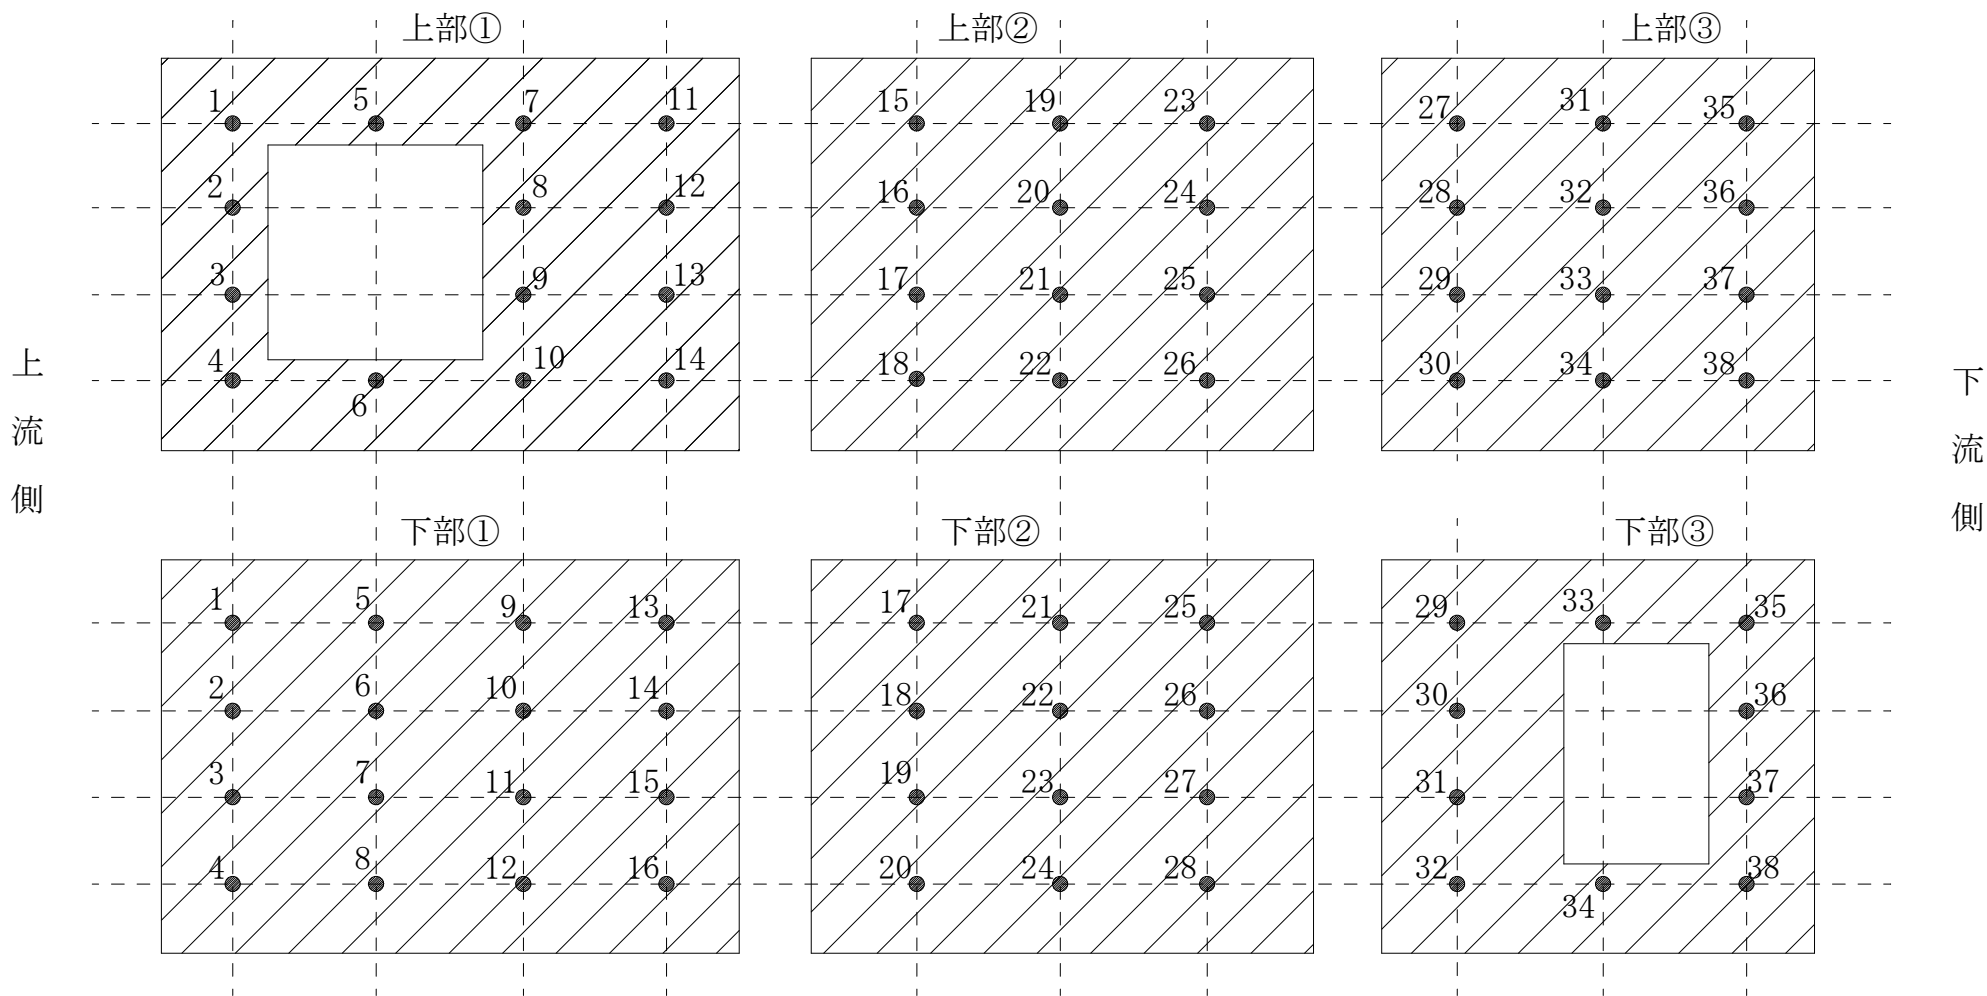 上部① 上部② 上部③
1 5 7 11 15 19 23 27 31 35
2 8 12 16 20 24 28 32 36
3 9 13 17 21 25 29 33 37
4 10 14 18 22 26 30 34 38
6
上流側
下流側
下部① 下部② 下部③
1 5 9 13 17 21 25 29 33 35
2 6 10 14 18 22 26 30 36
3 7 11 15 19 23 27 31 37
4 8 12 16 20 24 28 32 38
34